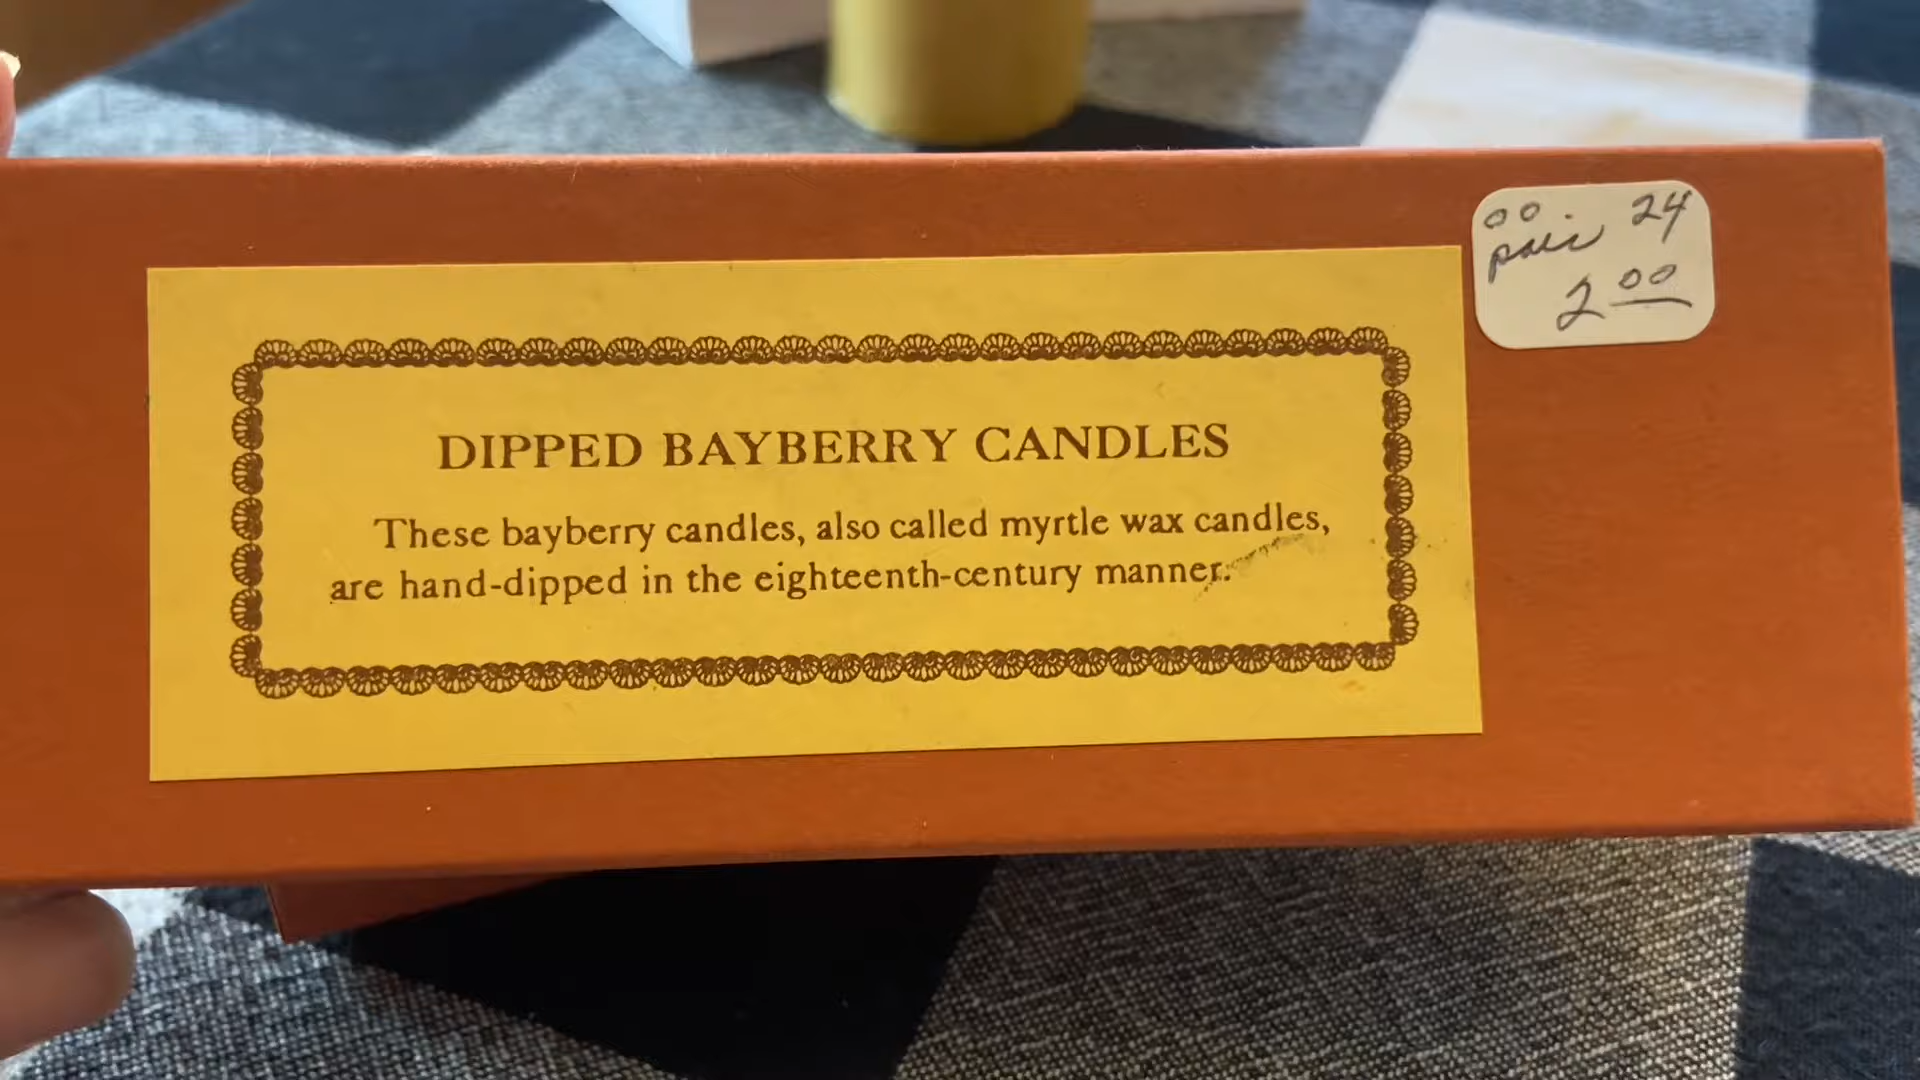 DIPPED BAYBERRY CANDLES
These bayberry candles, also called myrtle wax candles,
are hand-dipped in the eighteenth-century manner.
00 24
pair
2 00